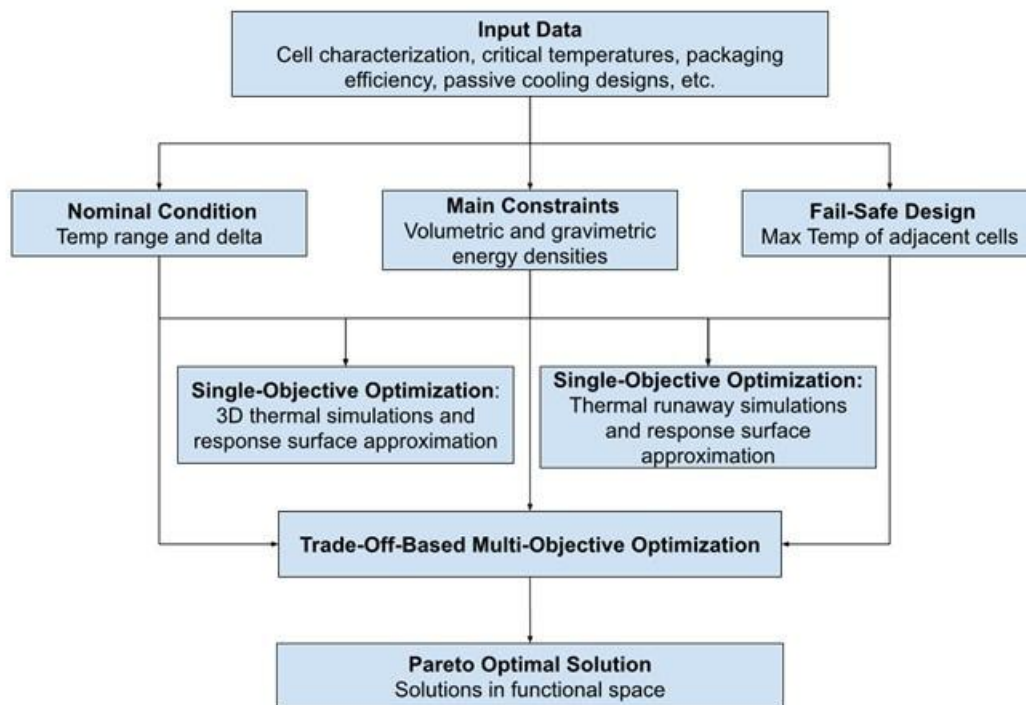 Input Data
Cell characterization, critical temperatures, packaging
efficiency, passive cooling designs, etc.
Nominal Condition
Temp range and delta
Main Constraints
Volumetric and gravimetric
energy densities
Fail-Safe Design
Max Temp of adjacent cells
Single-Objective Optimization:
3D thermal simulations and
response surface approximation
Single-Objective Optimization:
Thermal runaway simulations
and response surface
approximation
Trade-Off-Based Multi-Objective Optimization
Pareto Optimal Solution
Solutions in functional space